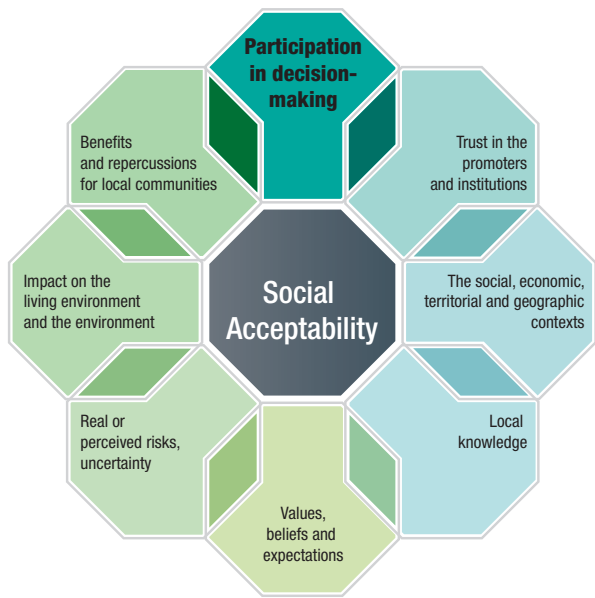 Participation
in decision-
making
Trust in the
promoters
and institutions
The social, economic,
territorial and geographic
contexts
Local
knowledge
Values,
beliefs and
expectations
Real or
perceived risks,
uncertainty
Impact on the
living environment
and the environment
Benefits
and repercussions
for local communities
Social
Acceptability